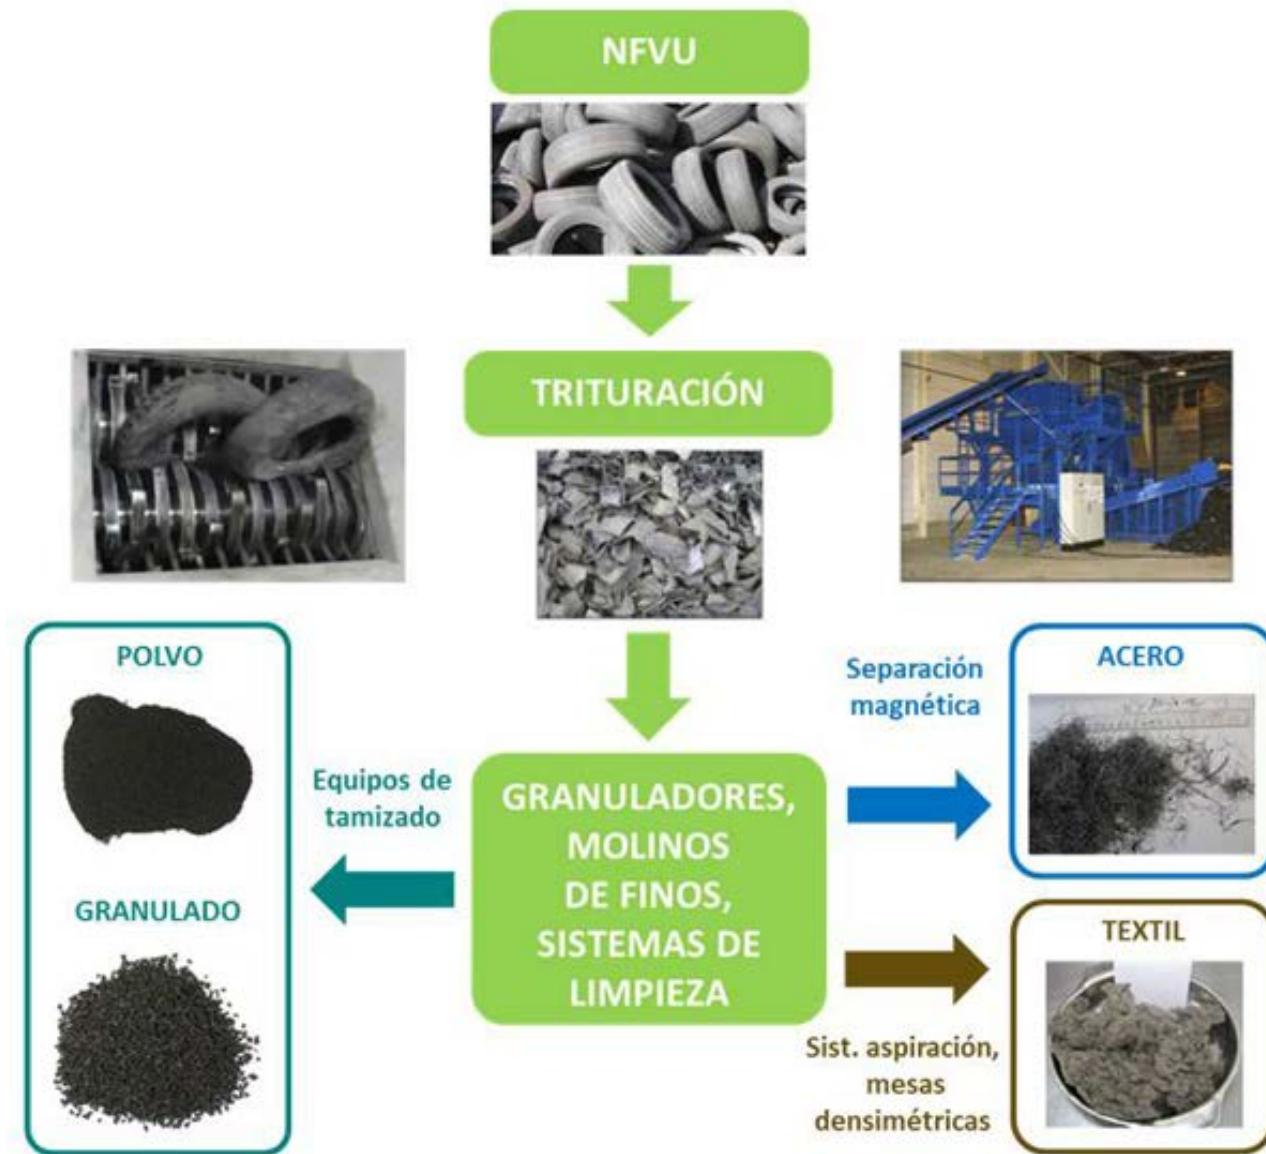 NFVU
TRITURACIÓN
POLVO
GRANULADO
Equipos de
tamizado
GRANULADORES,
MOLINOS
DE FINOS,
SISTEMAS DE
LIMPIEZA
Separación
magnética
ACERO
TEXTIL
Sist. aspiración,
mesas
densimétricas